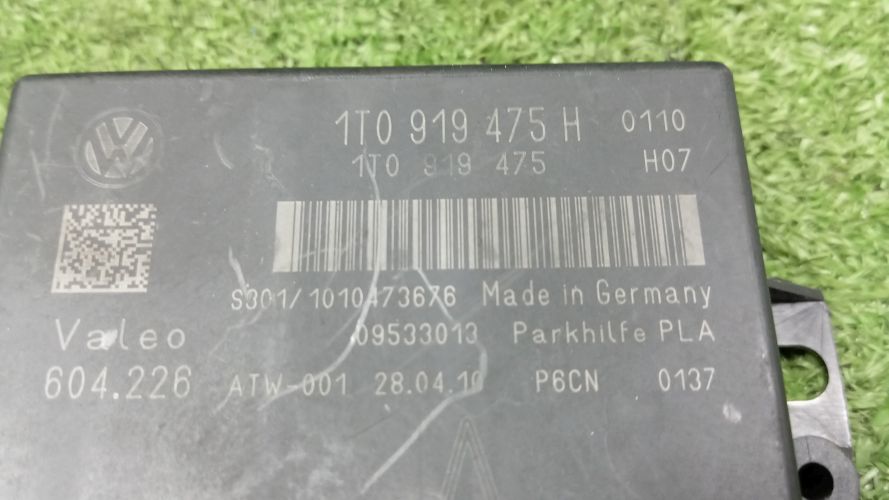 1T0 919 475 H 0110
1T0 919 475 H07
S301/1010473676 Made in Germany
Valeo 09533013 Parkhilfe PLA
604.226 ATW-001 28.04.10 P6CN 0137